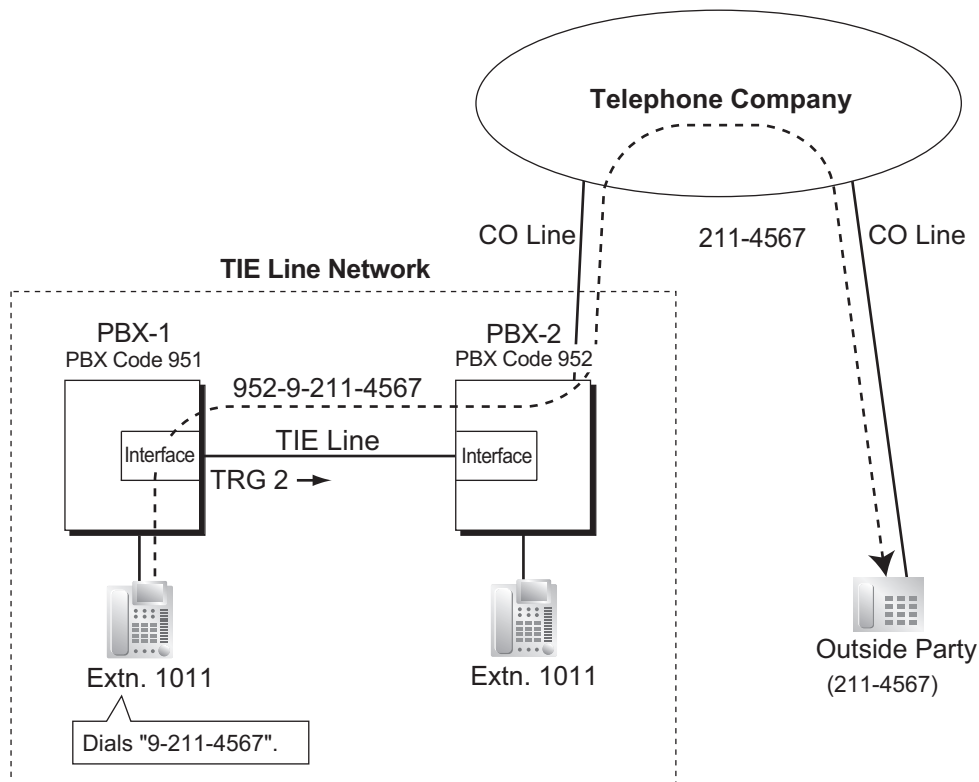 Telephone Company
CO Line
211-4567
CO Line
TIE Line Network
PBX-1
PBX Code 951
PBX-2
PBX Code 952
952-9-211-4567
Interface
TIE Line
Interface
TRG 2 →
Extn. 1011
Extn. 1011
Outside Party
(211-4567)
Dials "9-211-4567".